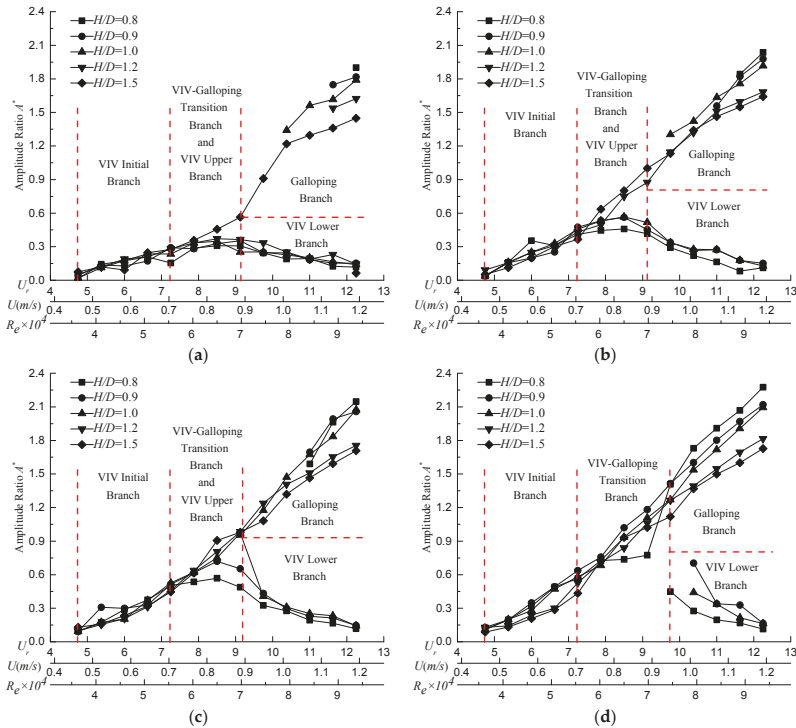 2.4
2.1
1.8
1.5
1.2
0.9
0.6
0.3
0.0
Amplitude Ratio A*
H/D=0.8
H/D=0.9
H/D=1.0
H/D=1.2
H/D=1.5
VIV Initial
Branch
VIV-Galloping
Transition
Branch
and
VIV Upper
Branch
Galloping
Branch
VIV Lower
Branch
Ur
4 5 6 7 8 9 10 11 12 13
U(m/s)
0.4 0.5 0.6 0.7 0.8 0.9 1.0 1.1 1.2 1.3
Re×10^4
4 5 6 7 8 9
(a)
2.4
2.1
1.8
1.5
1.2
0.9
0.6
0.3
0.0
Amplitude Ratio A*
H/D=0.8
H/D=0.9
H/D=1.0
H/D=1.2
H/D=1.5
VIV Initial
Branch
VIV-Galloping
Transition
Branch
and
VIV Upper
Branch
Galloping
Branch
VIV Lower
Branch
Ur
4 5 6 7 8 9 10 11 12 13
U(m/s)
0.4 0.5 0.6 0.7 0.8 0.9 1.0 1.1 1.2 1.3
Re×10^4
4 5 6 7 8 9
(b)
2.4
2.1
1.8
1.5
1.2
0.9
0.6
0.3
0.0
Amplitude Ratio A*
H/D=0.8
H/D=0.9
H/D=1.0
H/D=1.2
H/D=1.5
VIV Initial
Branch
VIV-Galloping
Transition
Branch
and
VIV Upper
Branch
Galloping
Branch
VIV Lower
Branch
Ur
4 5 6 7 8 9 10 11 12 13
U(m/s)
0.4 0.5 0.6 0.7 0.8 0.9 1.0 1.1 1.2 1.3
Re×10^4
4 5 6 7 8 9
(c)
2.4
2.1
1.8
1.5
1.2
0.9
0.6
0.3
0.0
Amplitude Ratio A*
H/D=0.8
H/D=0.9
H/D=1.0
H/D=1.2
H/D=1.5
VIV Initial
Branch
VIV-Galloping
Transition Branch
Galloping
Branch
VIV Lower
Branch
Ur
4 5 6 7 8 9 10 11 12 13
U(m/s)
0.4 0.5 0.6 0.7 0.8 0.9 1.0 1.1 1.2 1.3
Re×10^4
4 5 6 7 8 9
(d)